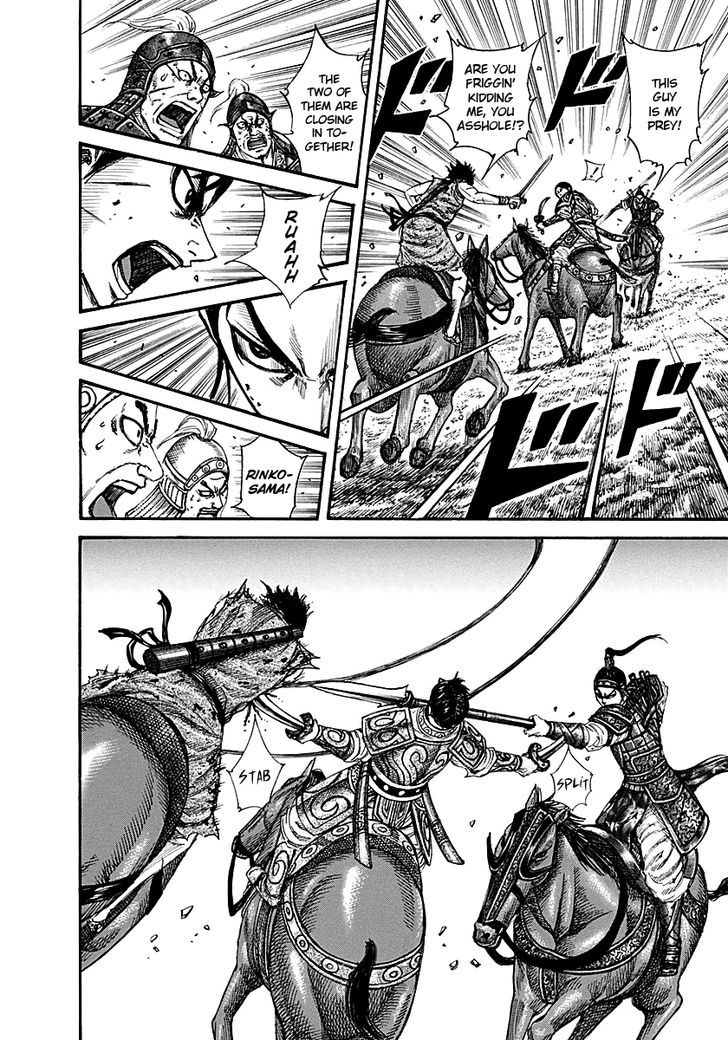 THIS
GUY
IS MY
PREY!
ARE YOU
FRIGGIN'
KIDDING
ME, YOU
ASSHOLE!?
!
ドドド
ドド
THE
TWO OF
THEM ARE
CLOSING
IN TO-
GETHER!
RUAHH
RINKO-
SAMA!
SPLIT
STAB